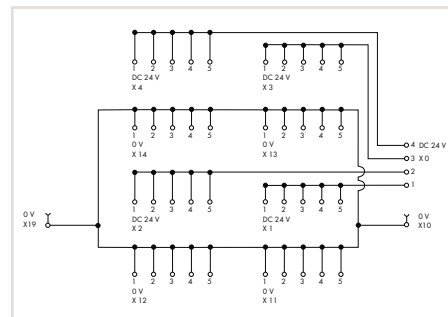 1 2 3 4 5
DC 24 V
X 4
1 2 3 4 5
DC 24 V
X 3
1 2 3 4 5
0 V
X 14
1 2 3 4 5
0 V
X 13
4 DC 24 V
3 X 0
2
1
1 2 3 4 5
DC 24 V
X 2
1 2 3 4 5
DC 24 V
X 1
0 V
X19
0 V
X10
1 2 3 4 5
0 V
X 12
1 2 3 4 5
0 V
X 11